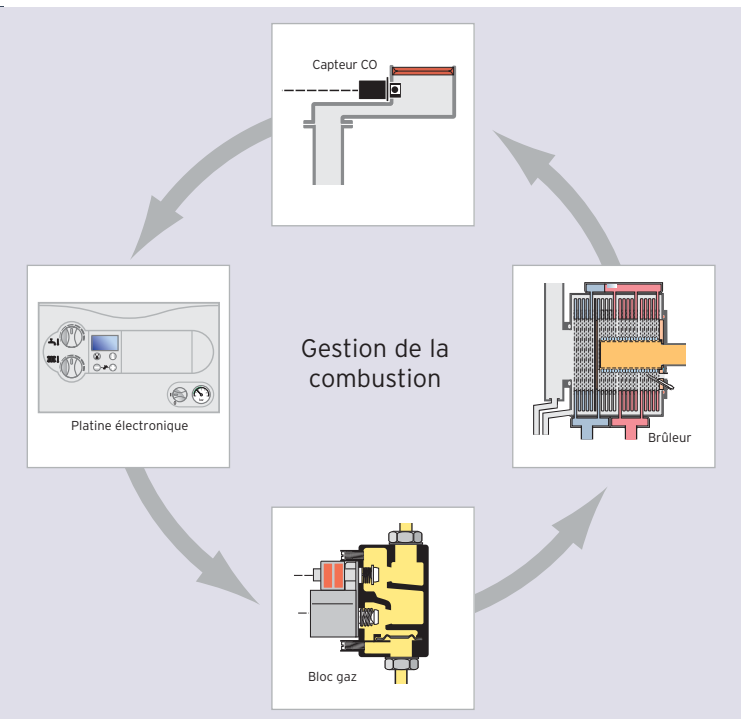 Capteur CO
Gestion de la
combustion
Platine électronique
Brûleur
Bloc gaz